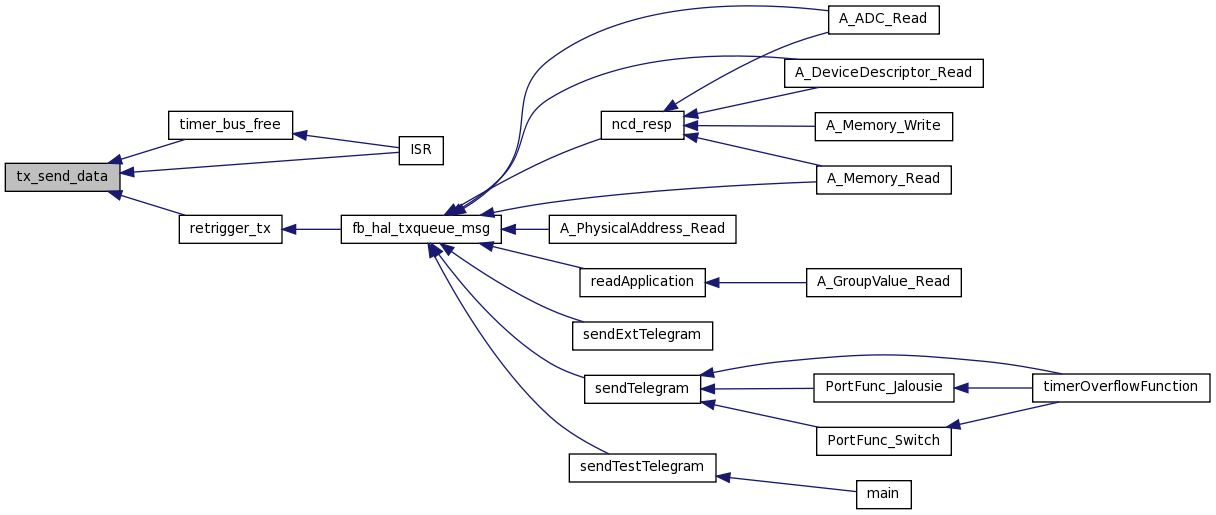 A_ADC_Read
A_DeviceDescriptor_Read
timer_bus_free
ncd_resp
A_Memory_Write
ISR
tx_send_data
A_Memory_Read
retrigger_tx
fb_hal_txqueue_msg
A_PhysicalAddress_Read
readApplication
A_GroupValue_Read
sendExtTelegram
sendTelegram
PortFunc_Jalousie
timerOverflowFunction
PortFunc_Switch
sendTestTelegram
main